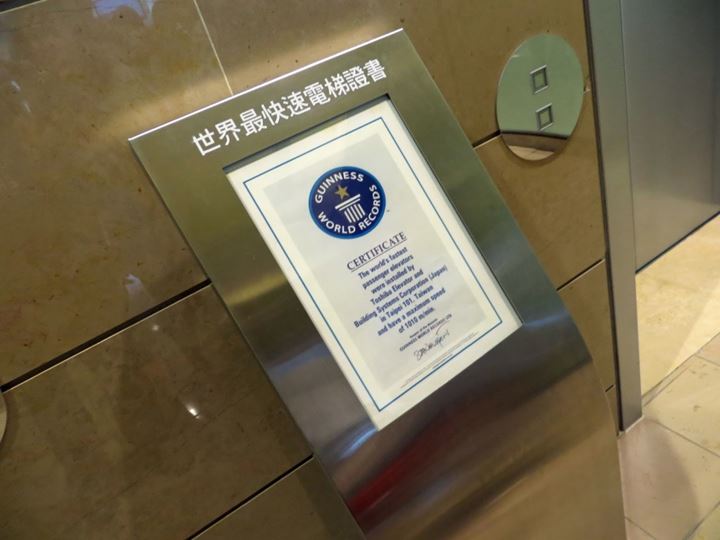 世界最快速電梯證書
GUINNESS
WORLD RECORDS
CERTIFICATE
The world's fastest
passenger elevators
were installed by
Toshiba Elevator and
Building Systems Corporation (Japan)
in Taipei 101, Taiwan
and have a maximum speed
of 1010 m/min.
GUINNESS WORLD RECORDS LTD